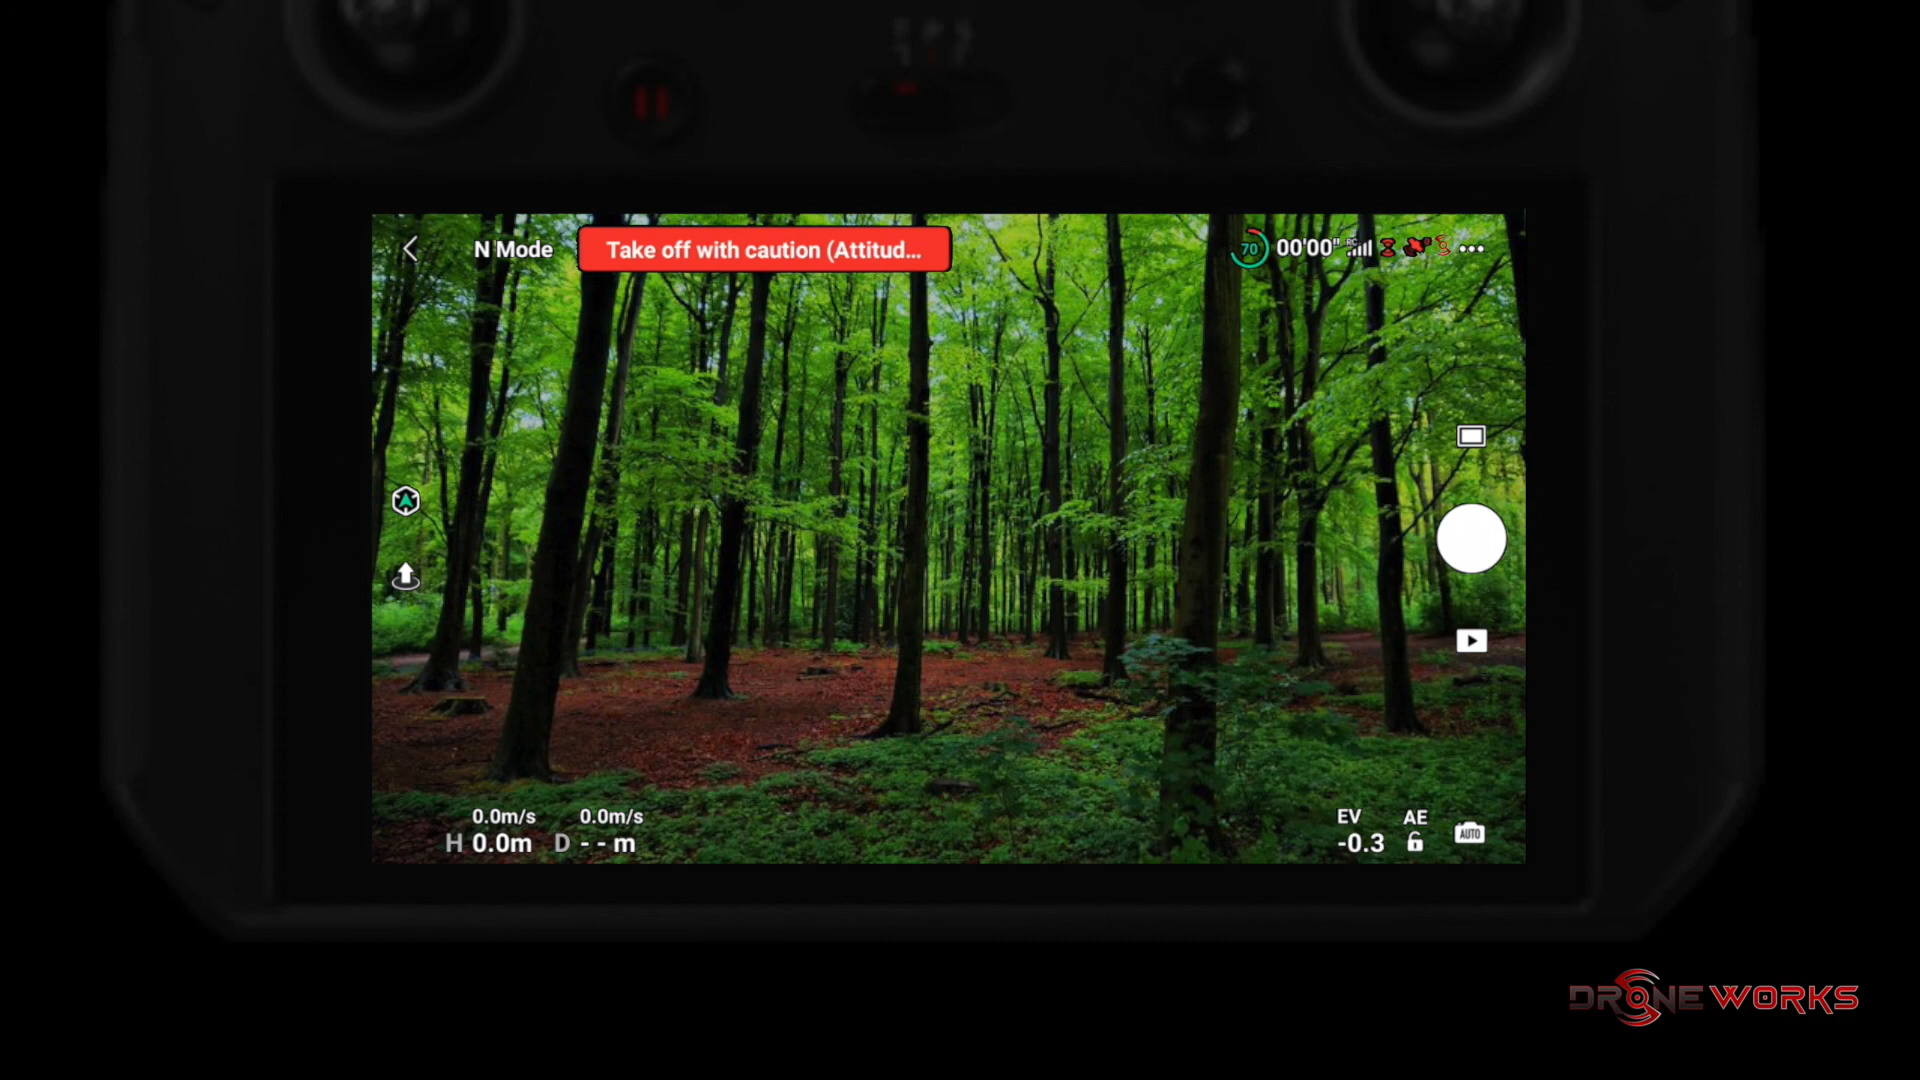 N Mode
Take off with caution (Attitud...
70
00'00"
RC
0.0m/s 0.0m/s
H 0.0m D - - m
EV AE
-0.3
AUTO
DRONE WORKS